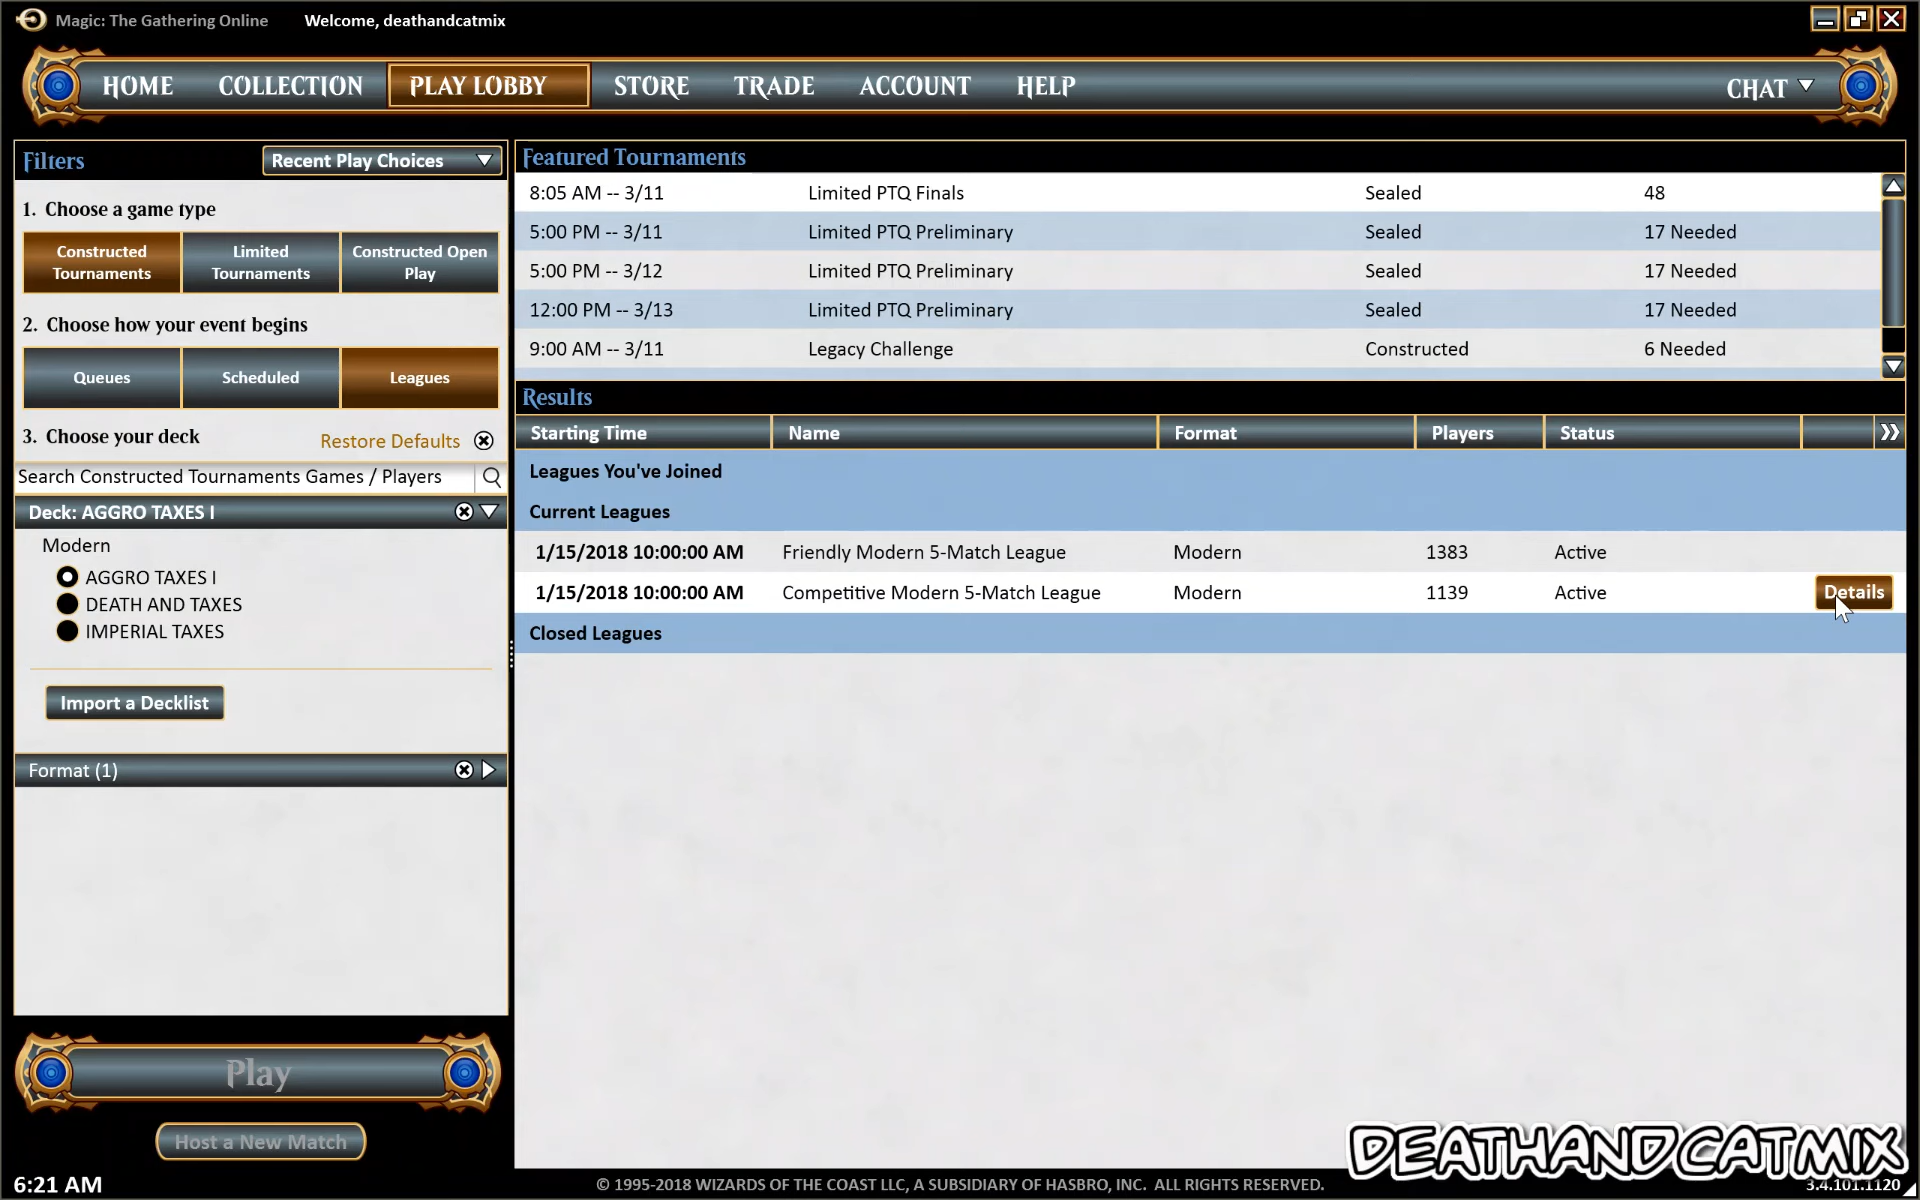 Magic: The Gathering Online Welcome, deathandcatmix
HOME COLLECTION PLAY LOBBY STORE TRADE ACCOUNT HELP CHAT
Filters Recent Play Choices
1. Choose a game type
Constructed Tournaments Limited Tournaments Constructed Open Play
2. Choose how your event begins
Queues Scheduled Leagues
3. Choose your deck Restore Defaults
Search Constructed Tournaments Games / Players
Deck: AGGRO TAXES I
Modern
AGGRO TAXES I
DEATH AND TAXES
IMPERIAL TAXES
Import a Decklist
Format (1)
Play
Host a New Match
6:21 AM
Featured Tournaments
8:05 AM -- 3/11 Limited PTQ Finals Sealed 48
5:00 PM -- 3/11 Limited PTQ Preliminary Sealed 17 Needed
5:00 PM -- 3/12 Limited PTQ Preliminary Sealed 17 Needed
12:00 PM -- 3/13 Limited PTQ Preliminary Sealed 17 Needed
9:00 AM -- 3/11 Legacy Challenge Constructed 6 Needed
Results
Starting Time Name Format Players Status
Leagues You've Joined
Current Leagues
1/15/2018 10:00:00 AM Friendly Modern 5-Match League Modern 1383 Active
1/15/2018 10:00:00 AM Competitive Modern 5-Match League Modern 1139 Active Details
Closed Leagues
DEATHANDCATMIX
© 1995-2018 WIZARDS OF THE COAST LLC, A SUBSIDIARY OF HASBRO, INC. ALL RIGHTS RESERVED.
3.4.101.1120